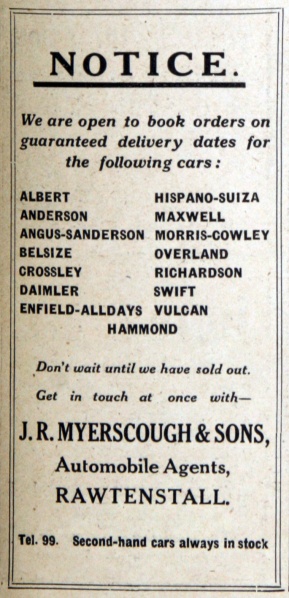 NOTICE.
We are open to book orders on
guaranteed delivery dates for
the following cars :
ALBERT HISPANO-SUIZA
ANDERSON MAXWELL
ANGUS-SANDERSON MORRIS-COWLEY
BELSIZE OVERLAND
CROSSLEY RICHARDSON
DAIMLER SWIFT
ENFIELD-ALLDAYS VULCAN
HAMMOND
Don't wait until we have sold out.
Get in touch at once with—
J. R. MYERSCOUGH & SONS,
Automobile Agents,
RAWTENSTALL.
Tel. 99. Second-hand cars always in stock